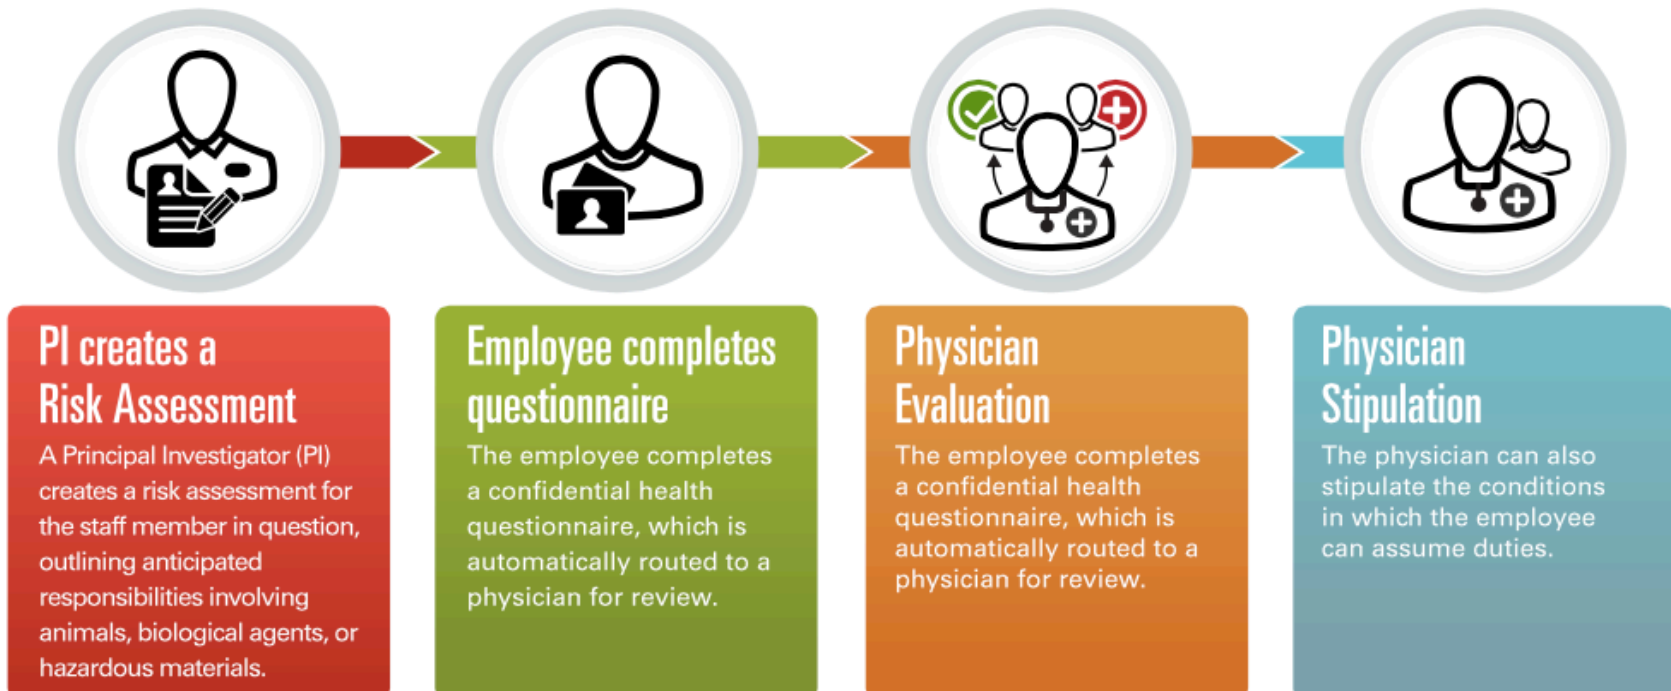 PI creates a
Risk Assessment
A Principal Investigator (PI)
creates a risk assessment for
the staff member in question,
outlining anticipated
responsibilities involving
animals, biological agents, or
hazardous materials.
Employee completes
questionnaire
The employee completes
a confidential health
questionnaire, which is
automatically routed to a
physician for review.
Physician
Evaluation
The employee completes
a confidential health
questionnaire, which is
automatically routed to a
physician for review.
Physician
Stipulation
The physician can also
stipulate the conditions
in which the employee
can assume duties.